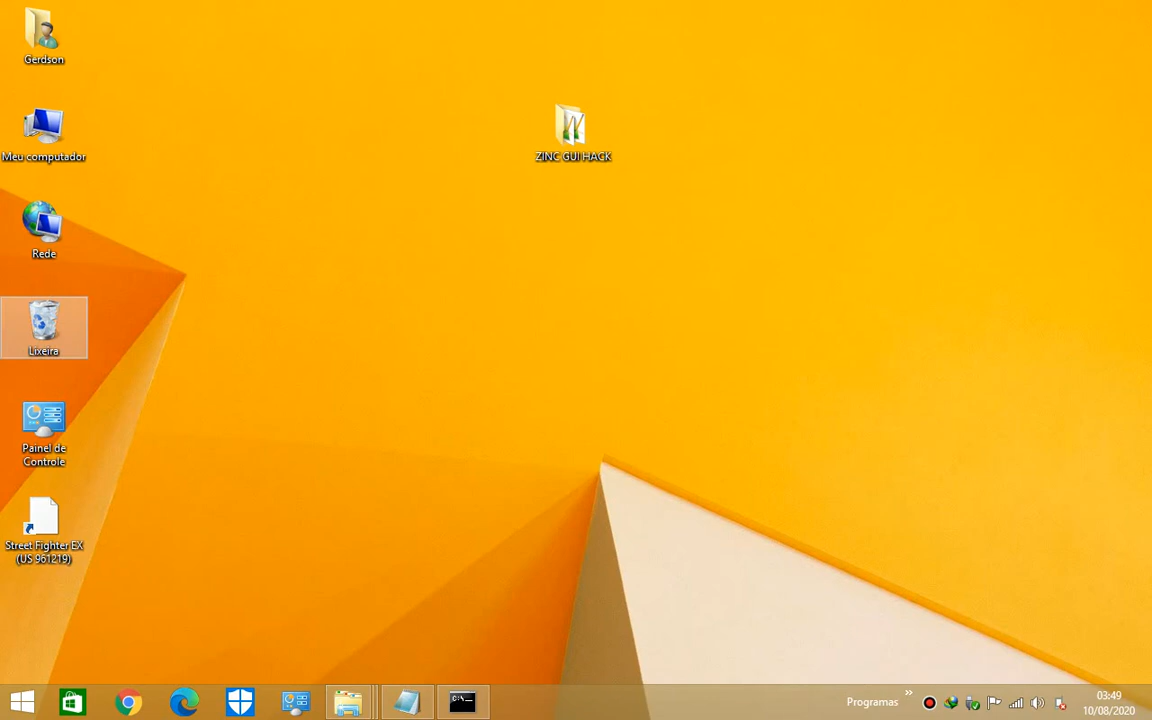 Gerdson
ZINC GUI HACK
Meu computador
Rede
Lixeira
Painel de
Controle
Street Fighter EX
(US 961219)
C:\
Programas
03:49
10/08/2020